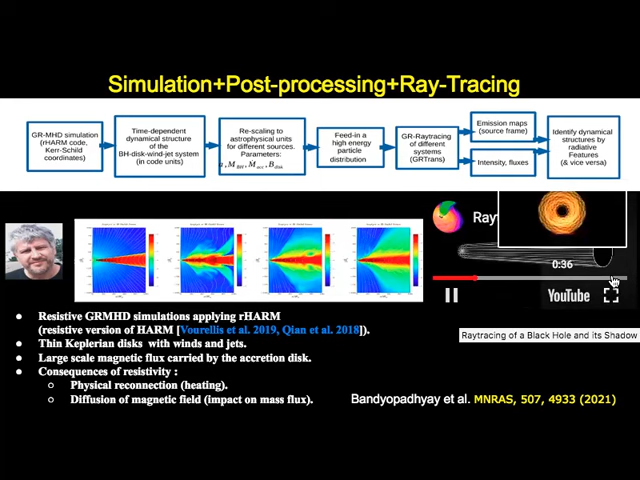 Simulation+Post-processing+Ray-Tracing
GR-MHD simulation
(rHARM code,
Kerr-Schild
coordinates)
Time-dependent
dynamical structure
of the
BH-disk-wind-jet system
(in code units)
Re-scaling to
astrophysical units
for different sources.
Parameters:
Feed-in a
high energy
particle
distribution
GR-Raytracing
of different
systems
(GRTrans)
Emission maps
(source frame)
Intensity, fluxes
Identify dynamical
structures by
radiative
Features
(& vice versa)
Ray
0:36
YouTube
Raytracing of a Black Hole and its Shadow
● Resistive GRMHD simulations applying rHARM
(resistive version of HARM [Vourellis et al. 2019, Qian et al. 2018]).
● Thin Keplerian disks with winds and jets.
● Large scale magnetic flux carried by the accretion disk.
● Consequences of resistivity :
○ Physical reconnection (heating).
○ Diffusion of magnetic field (impact on mass flux).
Bandyopadhyay et al. MNRAS, 507, 4933 (2021)